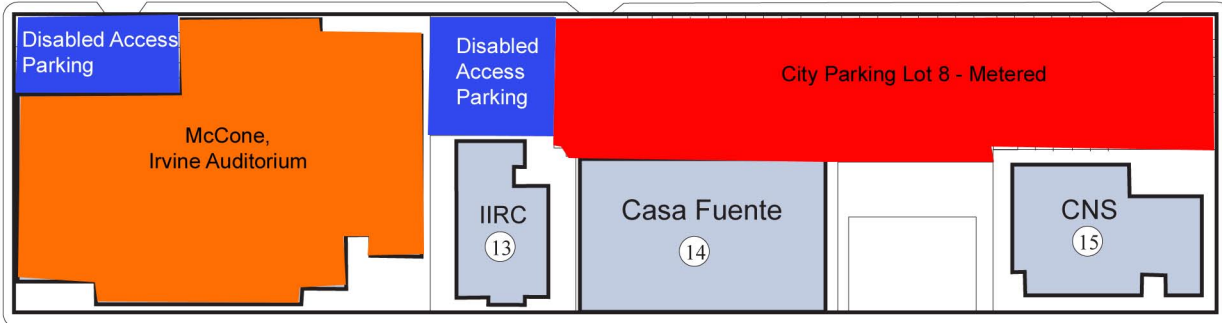 Disabled Access
Parking
Disabled
Access
Parking
City Parking Lot 8 - Metered
McCone,
Irvine Auditorium
IIRC
13
Casa Fuente
14
CNS
15